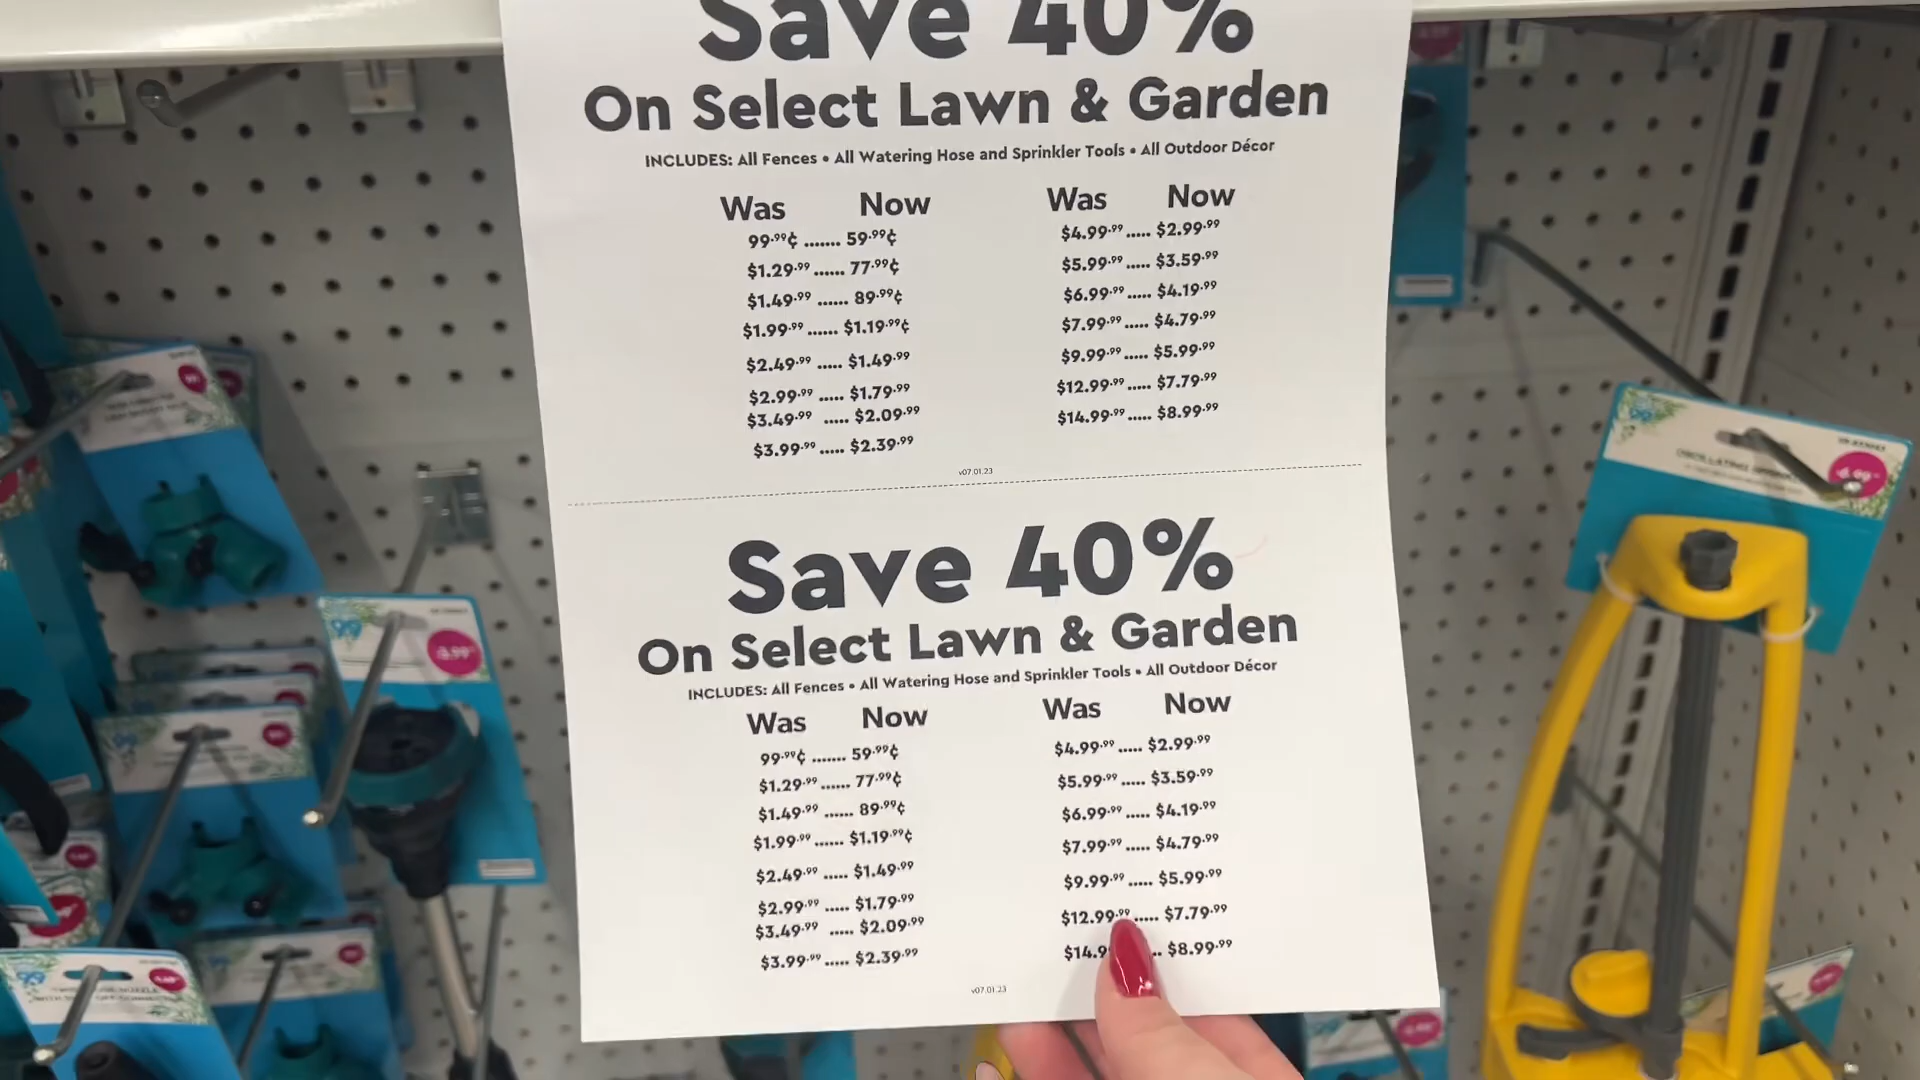 Save 40%
On Select Lawn & Garden
INCLUDES: All Fences • All Watering Hose and Sprinkler Tools • All Outdoor Décor
Was Now
99.99¢ ....... 59.99¢
$1.29.99 ...... 77.99¢
$1.49.99 ...... 89.99¢
$1.99.99 ...... $1.19.99¢
$2.49.99 ..... $1.49.99
$2.99.99 ..... $1.79.99
$3.49.99 ..... $2.09.99
$3.99.99 ..... $2.39.99
Was Now
$4.99.99 ..... $2.99.99
$5.99.99 ..... $3.59.99
$6.99.99 ..... $4.19.99
$7.99.99 ..... $4.79.99
$9.99.99 ..... $5.99.99
$12.99.99 ..... $7.79.99
$14.99.99 ..... $8.99.99
v07.01.23
Save 40%
On Select Lawn & Garden
INCLUDES: All Fences • All Watering Hose and Sprinkler Tools • All Outdoor Décor
Was Now
99.99¢ ....... 59.99¢
$1.29.99 ...... 77.99¢
$1.49.99 ...... 89.99¢
$1.99.99 ...... $1.19.99¢
$2.49.99 ..... $1.49.99
$2.99.99 ..... $1.79.99
$3.49.99 ..... $2.09.99
$3.99.99 ..... $2.39.99
Was Now
$4.99.99 ..... $2.99.99
$5.99.99 ..... $3.59.99
$6.99.99 ..... $4.19.99
$7.99.99 ..... $4.79.99
$9.99.99 ..... $5.99.99
$12.99.99 ..... $7.79.99
$14.9 .. $8.99.99
v07.01.23